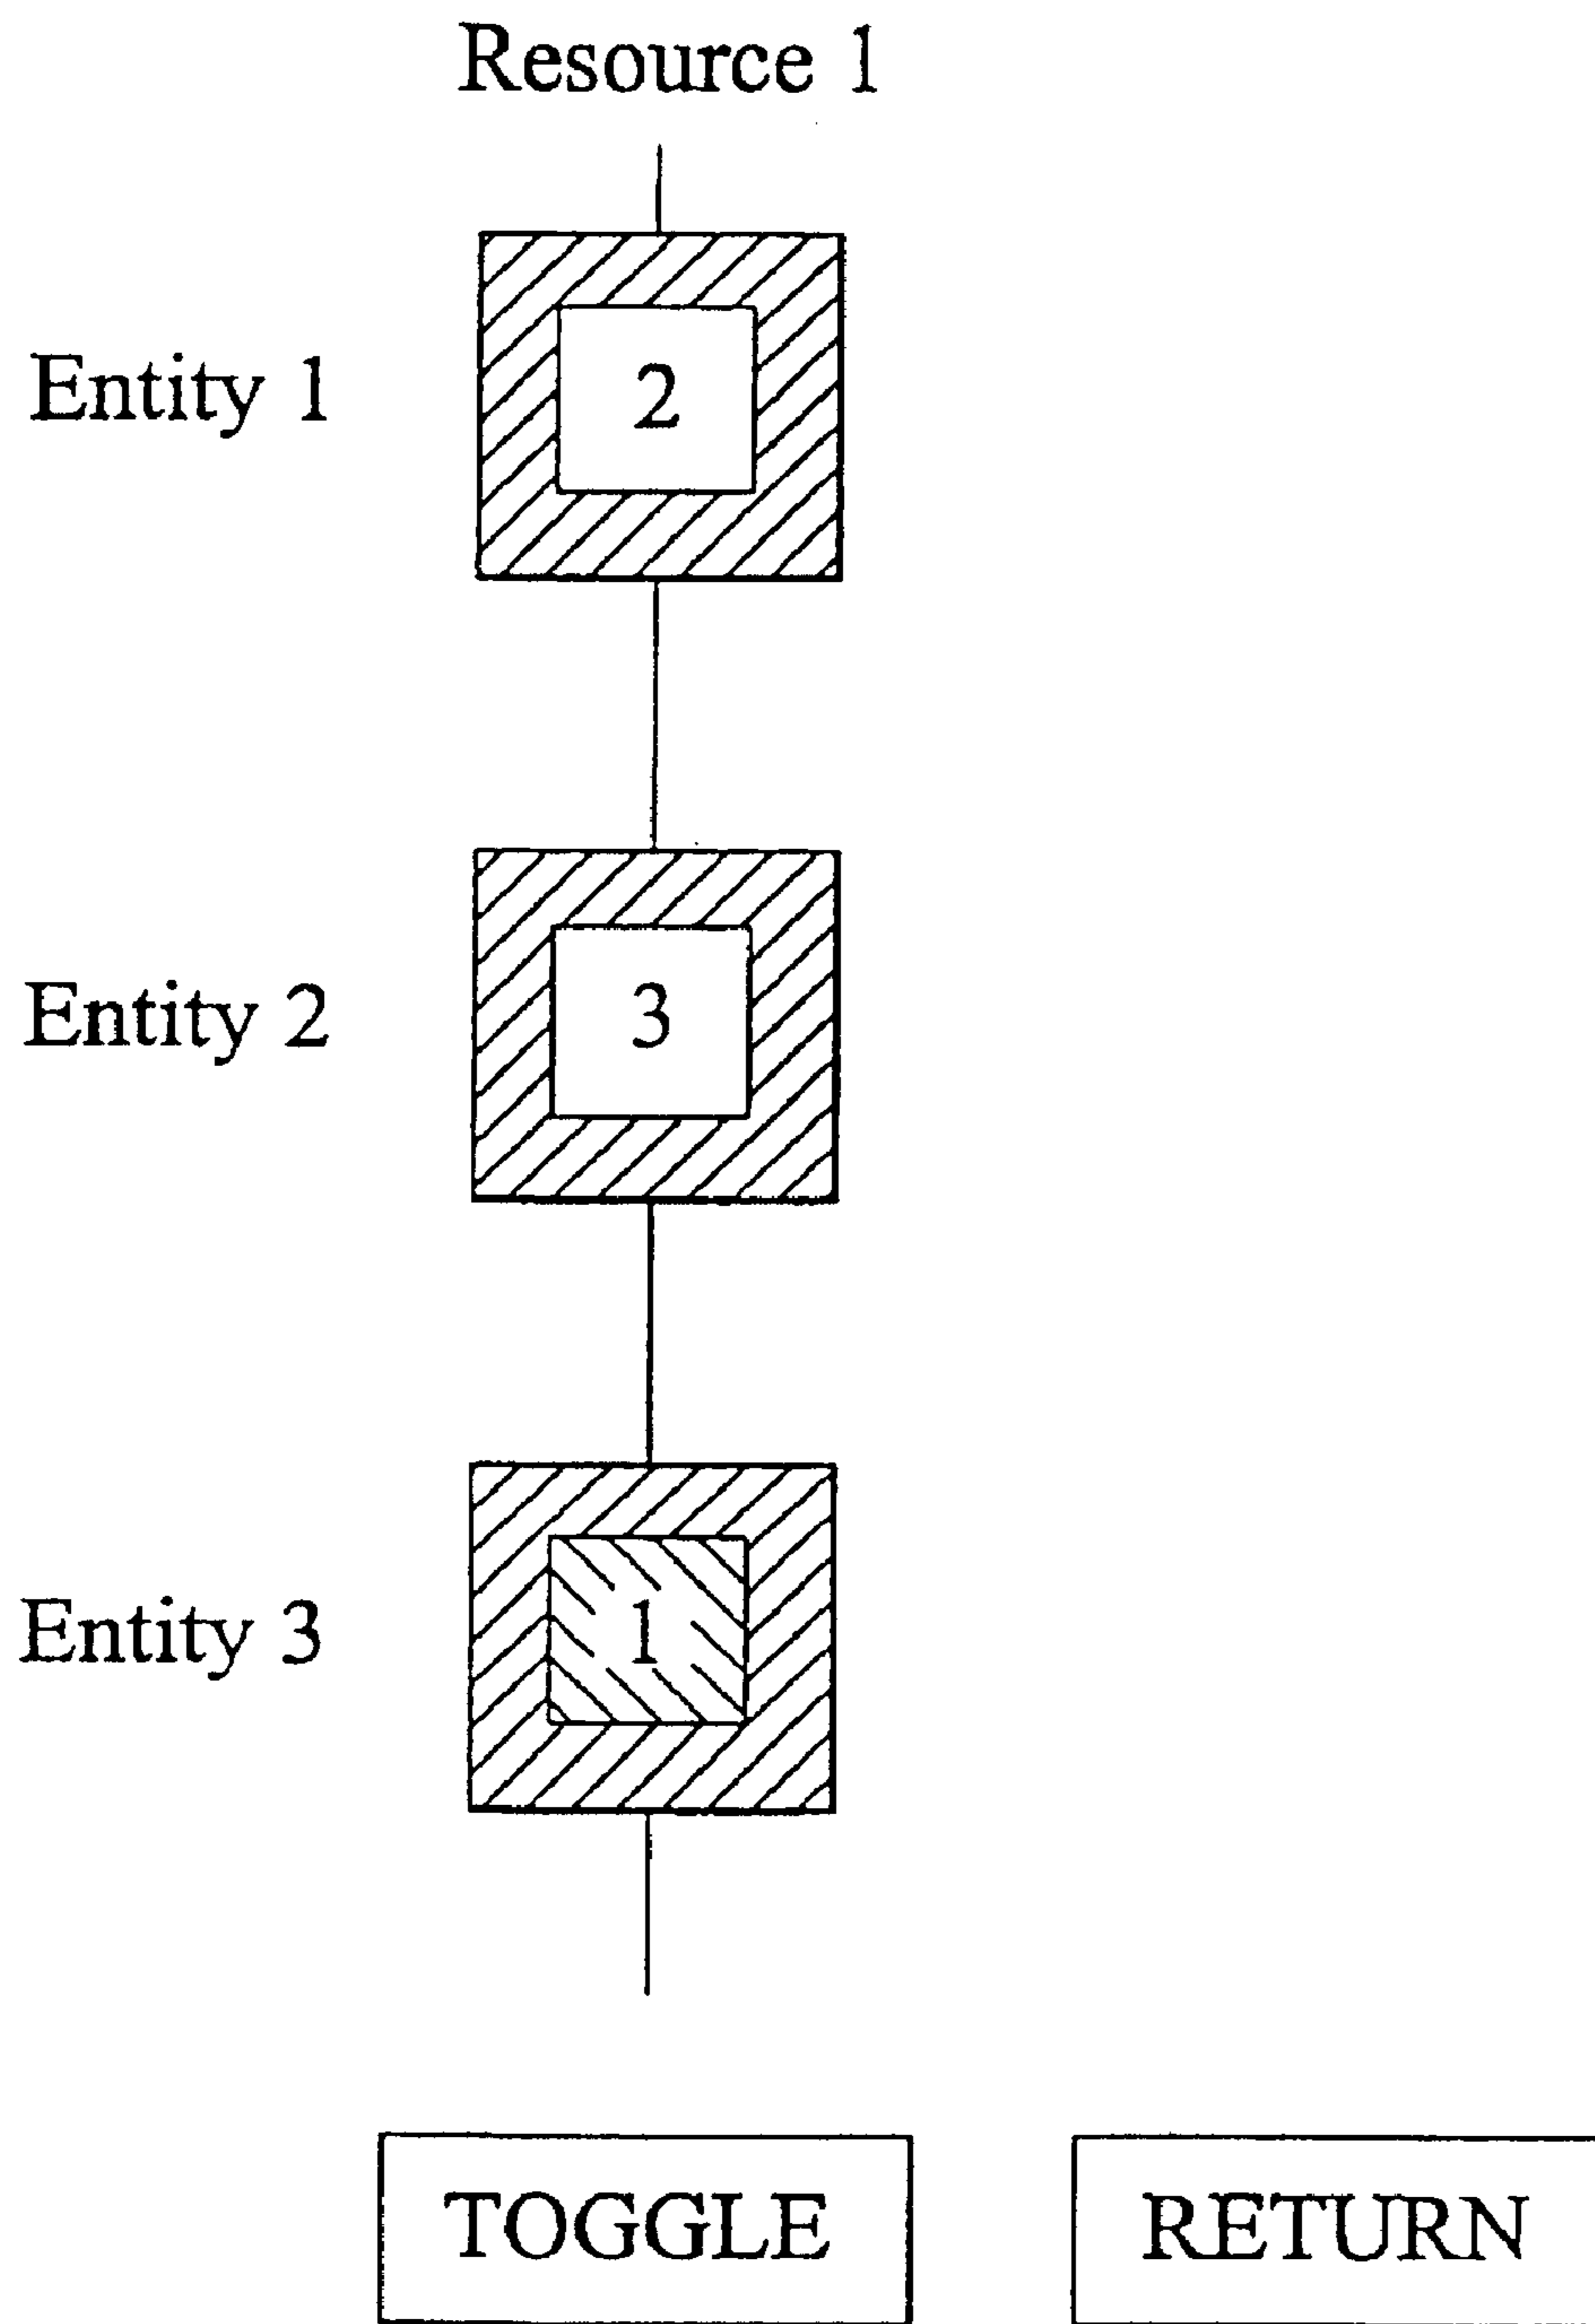 Resource 1
Entity 1
2
Entity 2
3
Entity 3
1
TOGGLE
RETURN